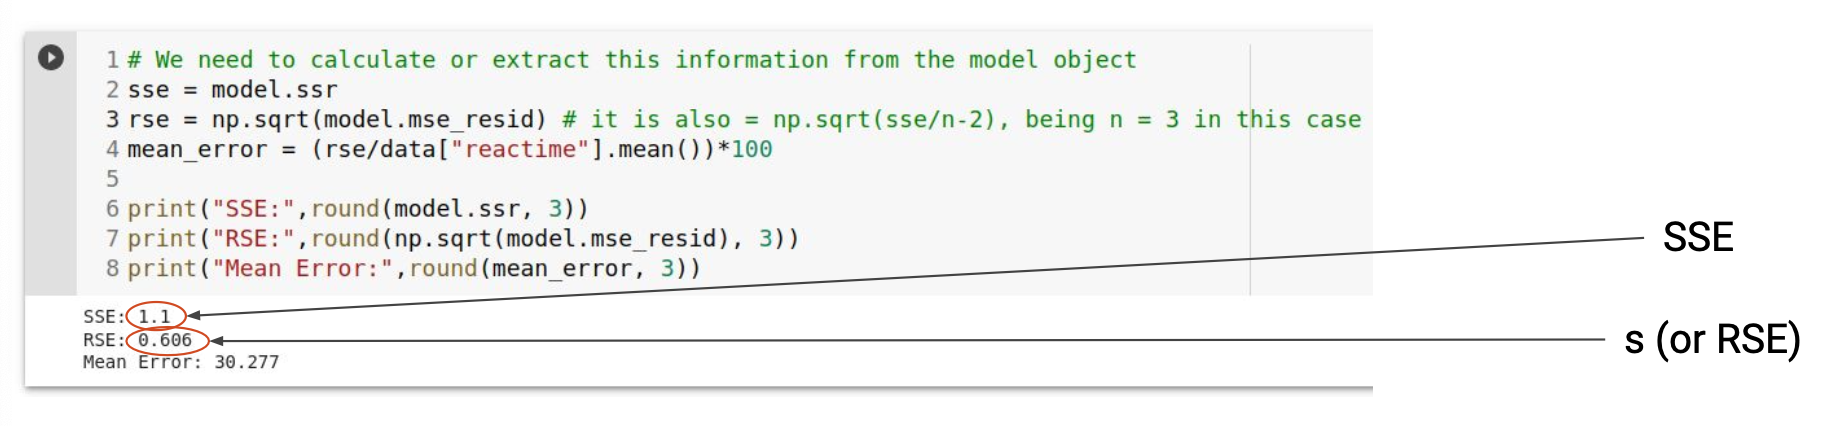 1 # We need to calculate or extract this information from the model object
2 sse = model.ssr
3 rse = np.sqrt(model.mse_resid) # it is also = np.sqrt(sse/n-2), being n = 3 in this case
4 mean_error = (rse/data["reactime"].mean())*100
5
6 print("SSE:",round(model.ssr, 3))
7 print("RSE:",round(np.sqrt(model.mse_resid), 3))
8 print("Mean Error:",round(mean_error, 3))
SSE
SSE: 1.1
RSE: 0.606
s (or RSE)
Mean Error: 30.277